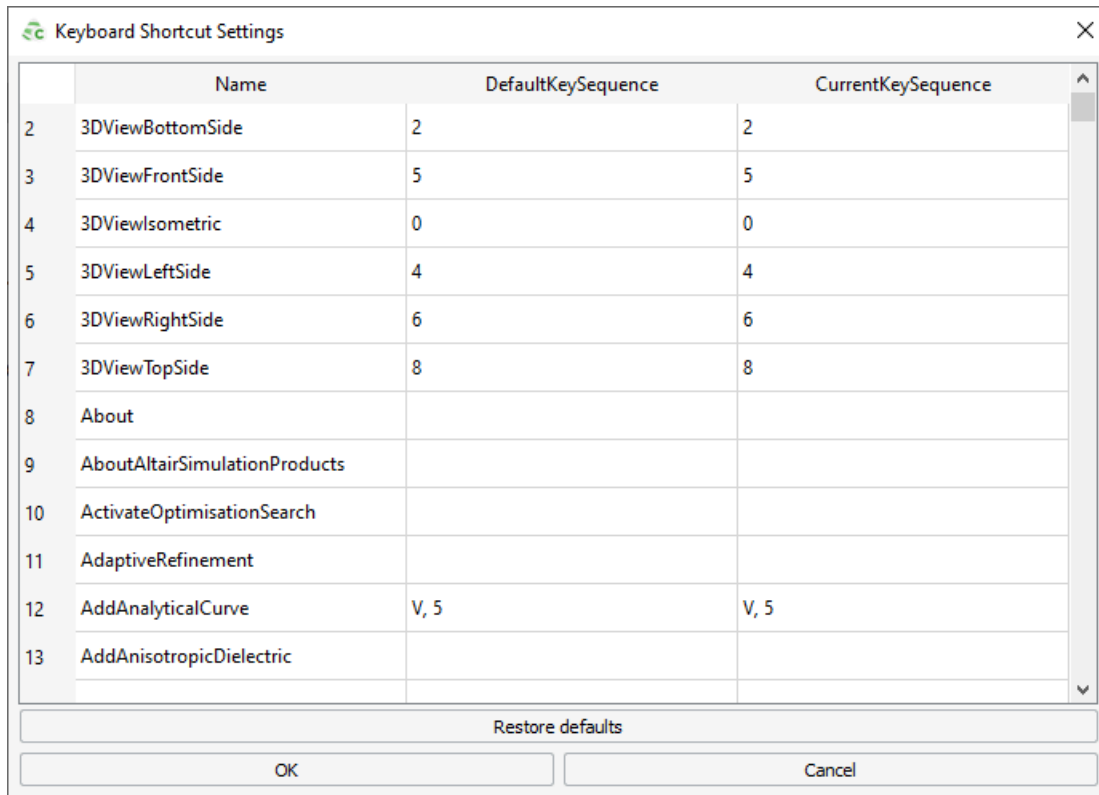 Keyboard Shortcut Settings
Name DefaultKeySequence CurrentKeySequence
2 3DViewBottomSide 2 2
3 3DViewFrontSide 5 5
4 3DViewIsometric 0 0
5 3DViewLeftSide 4 4
6 3DViewRightSide 6 6
7 3DViewTopSide 8 8
8 About
9 AboutAltairSimulationProducts
10 ActivateOptimisationSearch
11 AdaptiveRefinement
12 AddAnalyticalCurve V, 5 V, 5
13 AddAnisotropicDielectric
Restore defaults
OK Cancel